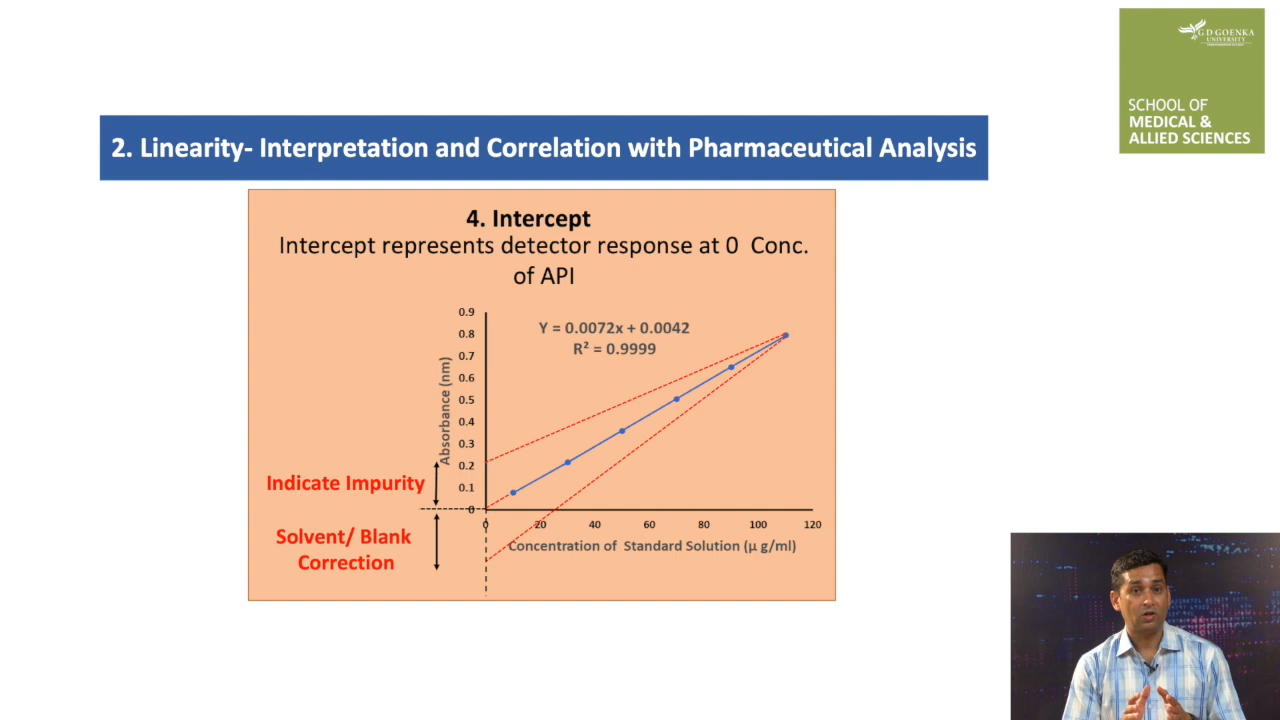 G D GOENKA
UNIVERSITY
SCHOOL OF
MEDICAL &
ALLIED SCIENCES
2. Linearity- Interpretation and Correlation with Pharmaceutical Analysis
4. Intercept
Intercept represents detector response at 0 Conc.
of API
Y = 0.0072x + 0.0042
R² = 0.9999
Absorbance (nm)
0.9
0.8
0.7
0.6
0.5
0.4
0.3
0.2
0.1
0
0 20 40 60 80 100 120
Concentration of Standard Solution (µ g/ml)
Indicate Impurity
Solvent/ Blank
Correction